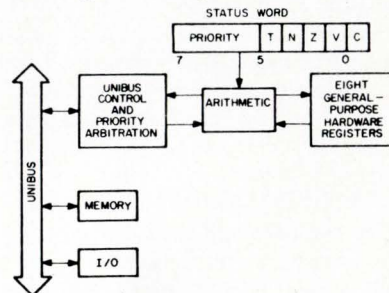 STATUS WORD
PRIORITY T N Z V C
7 5 0
UNIBUS
CONTROL
AND
PRIORITY
ARBITRATION
ARITHMETIC
EIGHT
GENERAL-
PURPOSE
HARDWARE
REGISTERS
UNIBUS
MEMORY
I/O